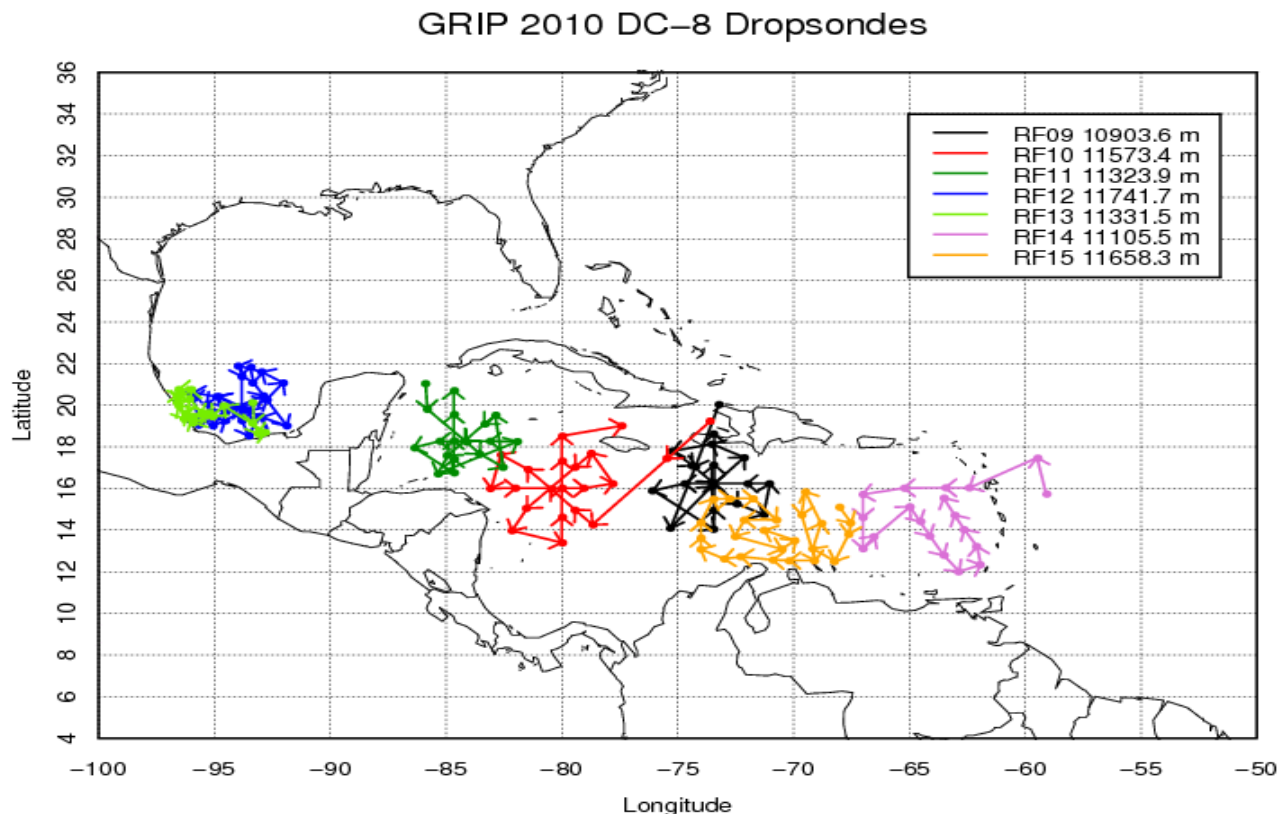 GRIP 2010 DC−8 Dropsondes
36
34
32
30
28
26
24
22
20
18
16
14
12
10
8
6
4
Latitude
RF09 10903.6 m
RF10 11573.4 m
RF11 11323.9 m
RF12 11741.7 m
RF13 11331.5 m
RF14 11105.5 m
RF15 11658.3 m
−100 −95 −90 −85 −80 −75 −70 −65 −60 −55 −50
Longitude